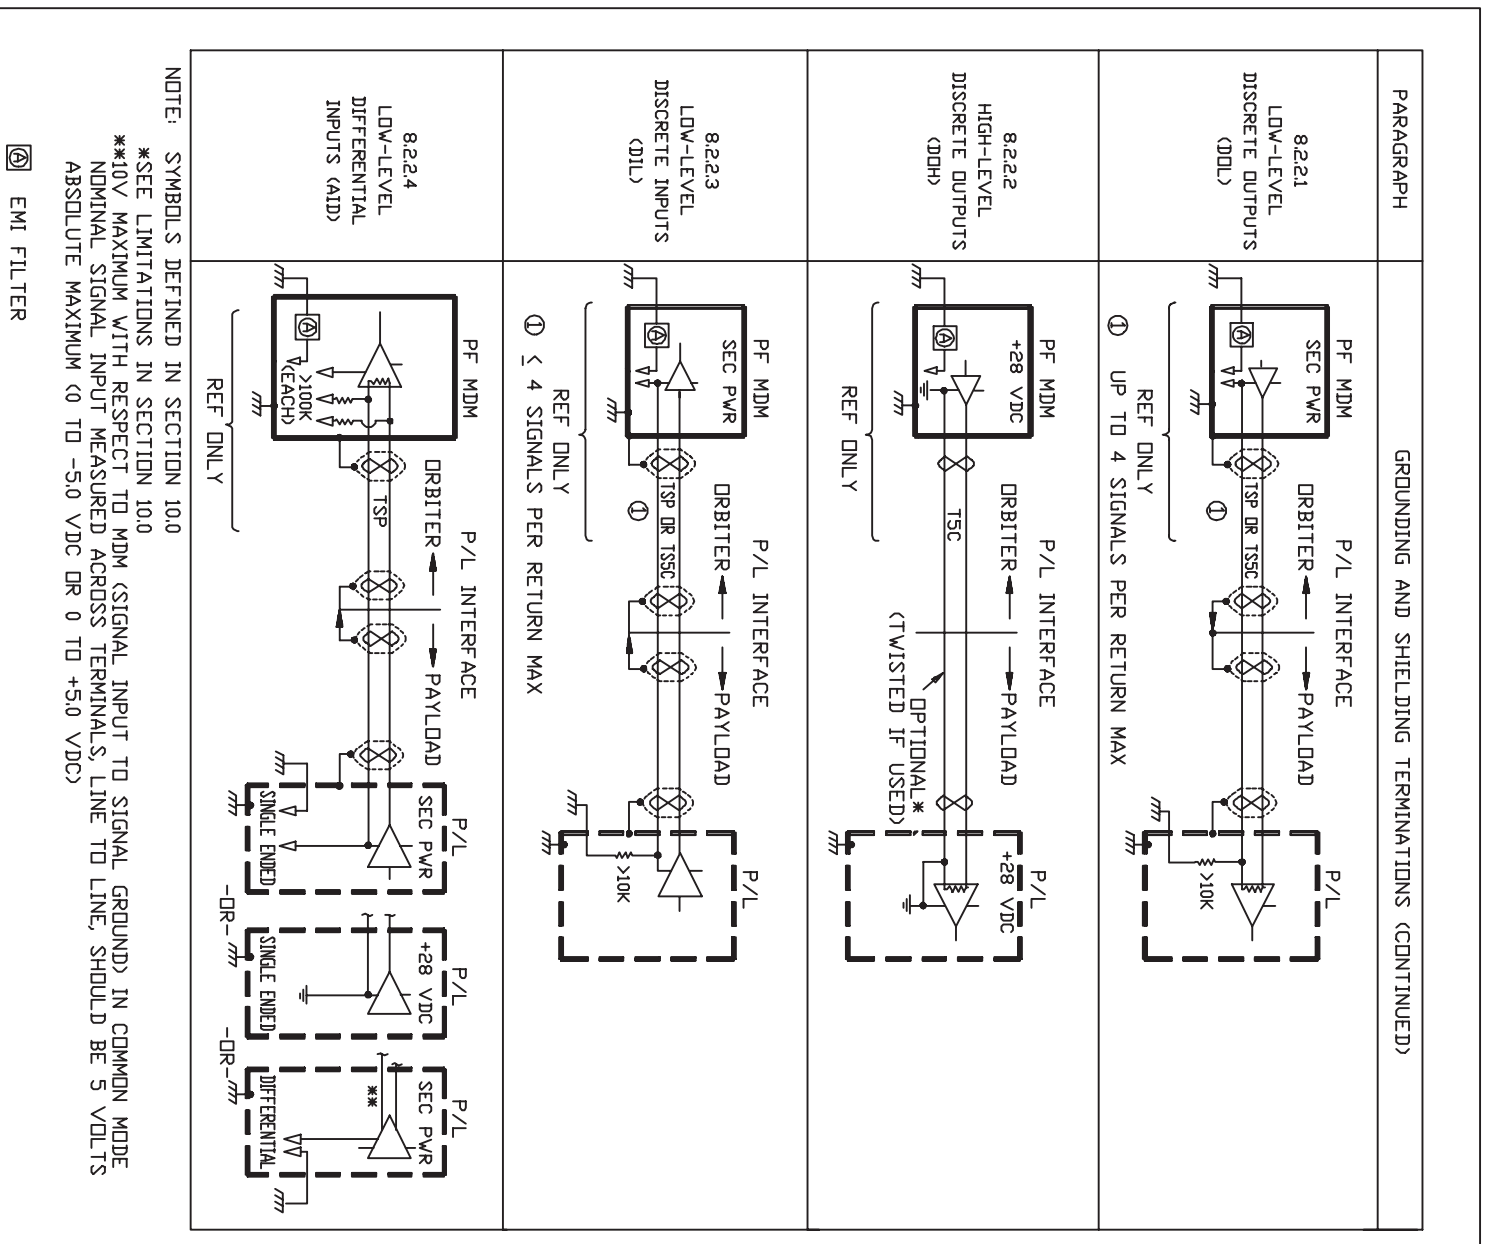 PARAGRAPH
GROUNDING AND SHIELDING TERMINATIONS (CONTINUED)
8.2.2.1
LOW-LEVEL
DISCRETE OUTPUTS
(DOL)
PF MDM
P/L INTERFACE
P/L
SEC PWR
ORBITER
PAYLOAD
A
TSP OR TS5C
>10K
1
REF ONLY
1 UP TO 4 SIGNALS PER RETURN MAX
8.2.2.2
HIGH-LEVEL
DISCRETE OUTPUTS
(DOH)
PF MDM
P/L INTERFACE
P/L
+28 VDC
ORBITER
PAYLOAD
+28 VDC
A
T5C
OPTIONAL*
(TWISTED IF USED)
REF ONLY
8.2.2.3
LOW-LEVEL
DISCRETE INPUTS
(DIL)
PF MDM
P/L INTERFACE
P/L
SEC PWR
ORBITER
PAYLOAD
A
TSP OR TS5C
>10K
1
REF ONLY
1 < 4 SIGNALS PER RETURN MAX
8.2.2.4
LOW-LEVEL
DIFFERENTIAL
INPUTS (AID)
PF MDM
P/L INTERFACE
P/L
P/L
P/L
ORBITER
PAYLOAD
SEC PWR
+28 VDC
SEC PWR
TSP
**
A
>100K
(EACH)
SINGLE ENDED
SINGLE ENDED
DIFFERENTIAL
-OR-
-OR-
REF ONLY
NOTE: SYMBOLS DEFINED IN SECTION 10.0
*SEE LIMITATIONS IN SECTION 10.0
**10V MAXIMUM WITH RESPECT TO MDM (SIGNAL INPUT TO SIGNAL GROUND) IN COMMON MODE
NOMINAL SIGNAL INPUT MEASURED ACROSS TERMINALS, LINE TO LINE, SHOULD BE 5 VOLTS
ABSOLUTE MAXIMUM (0 TO -5.0 VDC OR 0 TO +5.0 VDC)
A EMI FILTER